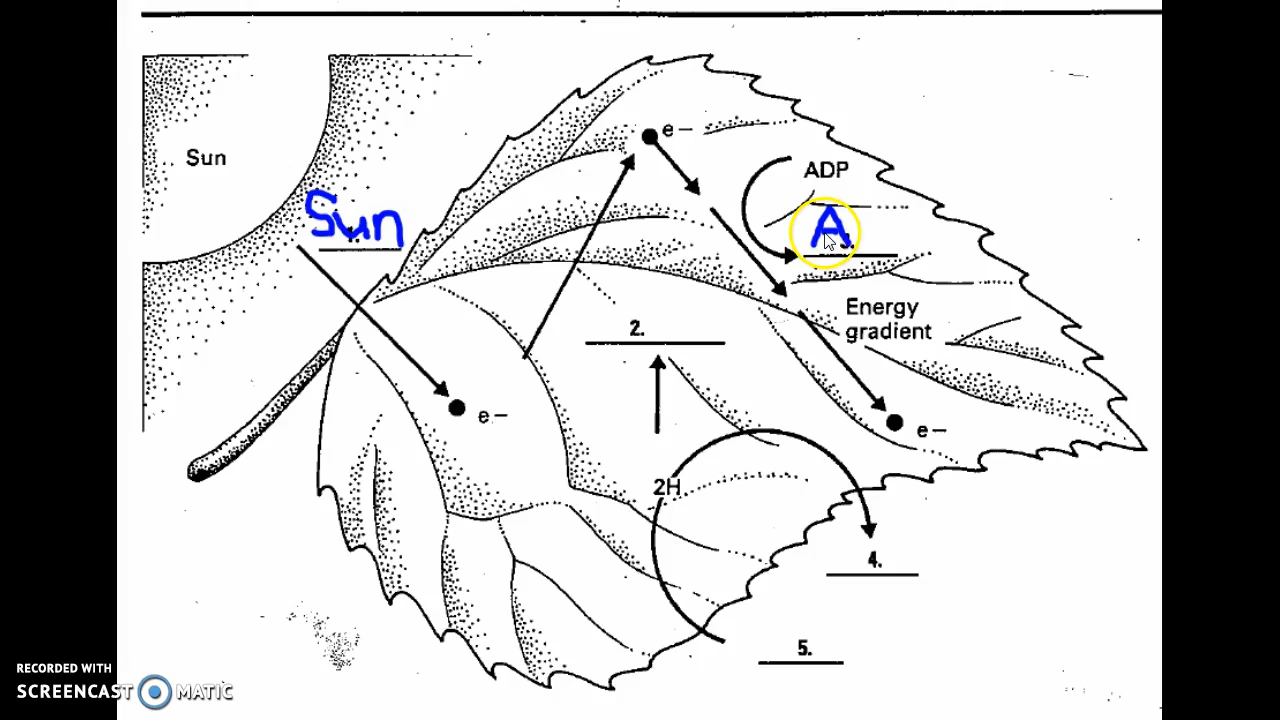 Sun
Sun
e−
ADP
A
Energy
gradient
2.
e−
e−
2H
4.
5.
RECORDED WITH
SCREENCAST MATIC